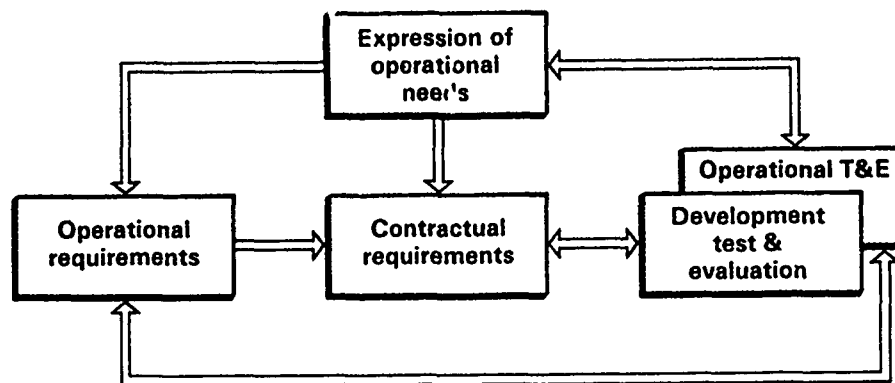 Expression of
operational
Operational T&E
Operational
requirements
Contractual
requirements
Development
test &
evaluation